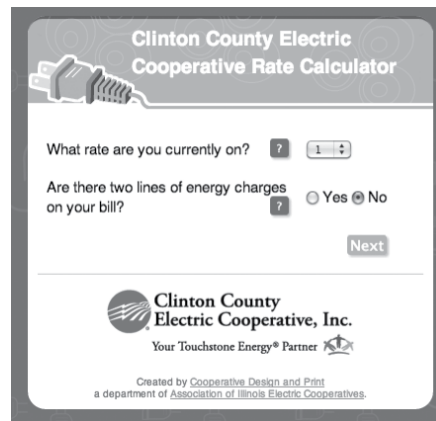 Clinton County Electric
Cooperative Rate Calculator
What rate are you currently on? ? 1
Are there two lines of energy charges
on your bill? ? Yes No
Next
Clinton County
Electric Cooperative, Inc.
Your Touchstone Energy® Partner
Created by Cooperative Design and Print
a department of Association of Illinois Electric Cooperatives.